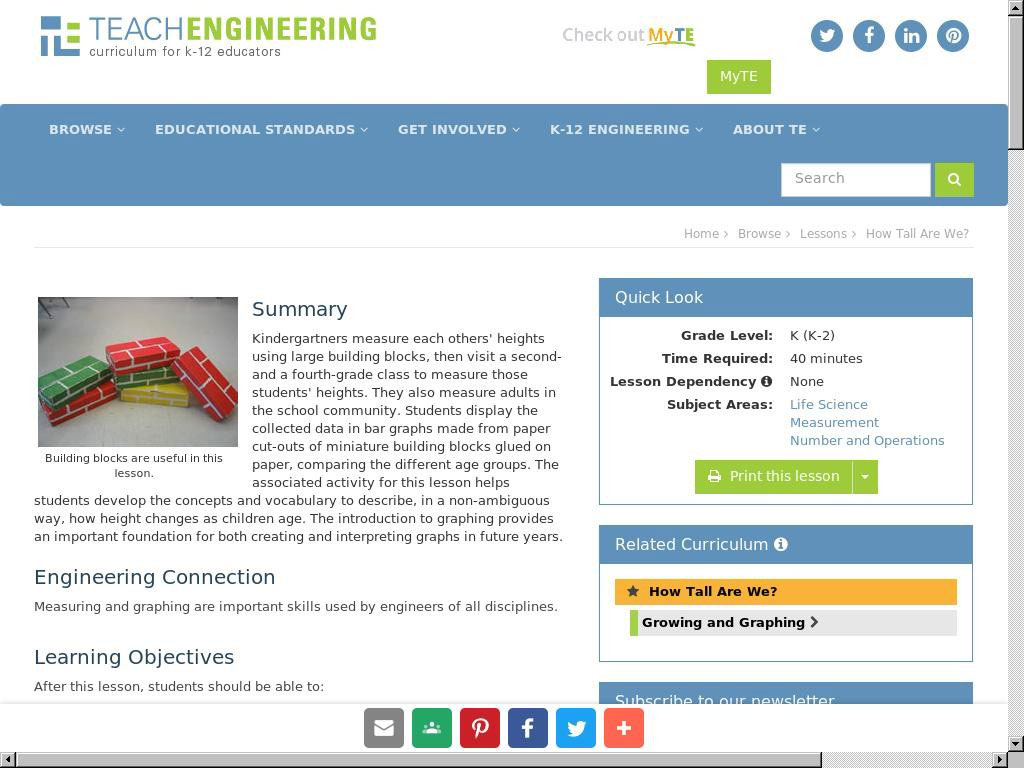 TEACHENGINEERING
curriculum for k-12 educators
Check out MyTE
MyTE
BROWSE
EDUCATIONAL STANDARDS
GET INVOLVED
K-12 ENGINEERING
ABOUT TE
Search
Home
Browse
Lessons
How Tall Are We?
Building blocks are useful in this
lesson.
Summary
Kindergartners measure each others' heights
using large building blocks, then visit a second-
and a fourth-grade class to measure those
students' heights. They also measure adults in
the school community. Students display the
collected data in bar graphs made from paper
cut-outs of miniature building blocks glued on
paper, comparing the different age groups. The
associated activity for this lesson helps
students develop the concepts and vocabulary to describe, in a non-ambiguous
way, how height changes as children age. The introduction to graphing provides
an important foundation for both creating and interpreting graphs in future years.
Engineering Connection
Measuring and graphing are important skills used by engineers of all disciplines.
Learning Objectives
After this lesson, students should be able to:
Quick Look
Grade Level: K (K-2)
Time Required: 40 minutes
Lesson Dependency None
Subject Areas: Life Science
Measurement
Number and Operations
Print this lesson
Related Curriculum
How Tall Are We?
Growing and Graphing
Subscribe to our newsletter